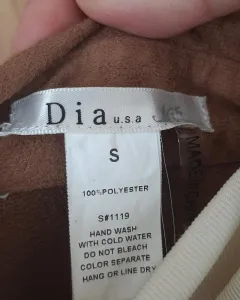 Dia u.s.a
S
100%POLYESTER
S#1119
HAND WASH
WITH COLD WATER
DO NOT BLEACH
COLOR SEPARATE
HANG OR LINE DRY